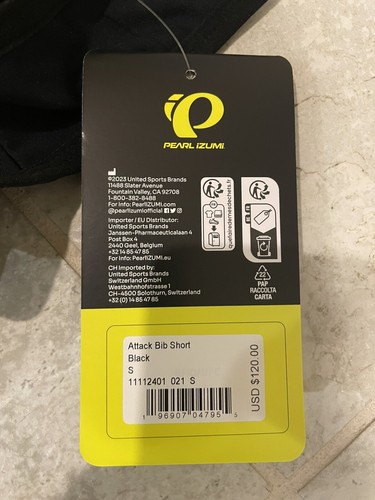 PEARL iZUMi
©2023 United Sports Brands
11488 Slater Avenue
Fountain Valley, CA 92708
1-800-382-8488
For Info: PearlIZUMI.com
@pearlizumiofficial
Importer / EU Distributor:
United Sports Brands
Janssen-Pharmaceuticalaan 4
Post Box 4
2440 Geel, Belgium
+32 14 85 47 85
For Info: PearlIZUMI.eu
CH Imported by:
United Sports Brands
Switzerland GmbH
Westbahnhofstrasse 1
CH-4500 Solothurn, Switzerland
+32 (0) 14 85 47 85
quefairedemesdechets.fr
22
PAP
RACCOLTA
CARTA
Attack Bib Short
Black
S
11112401 021 S
1 96907 04795 5
USD $120.00